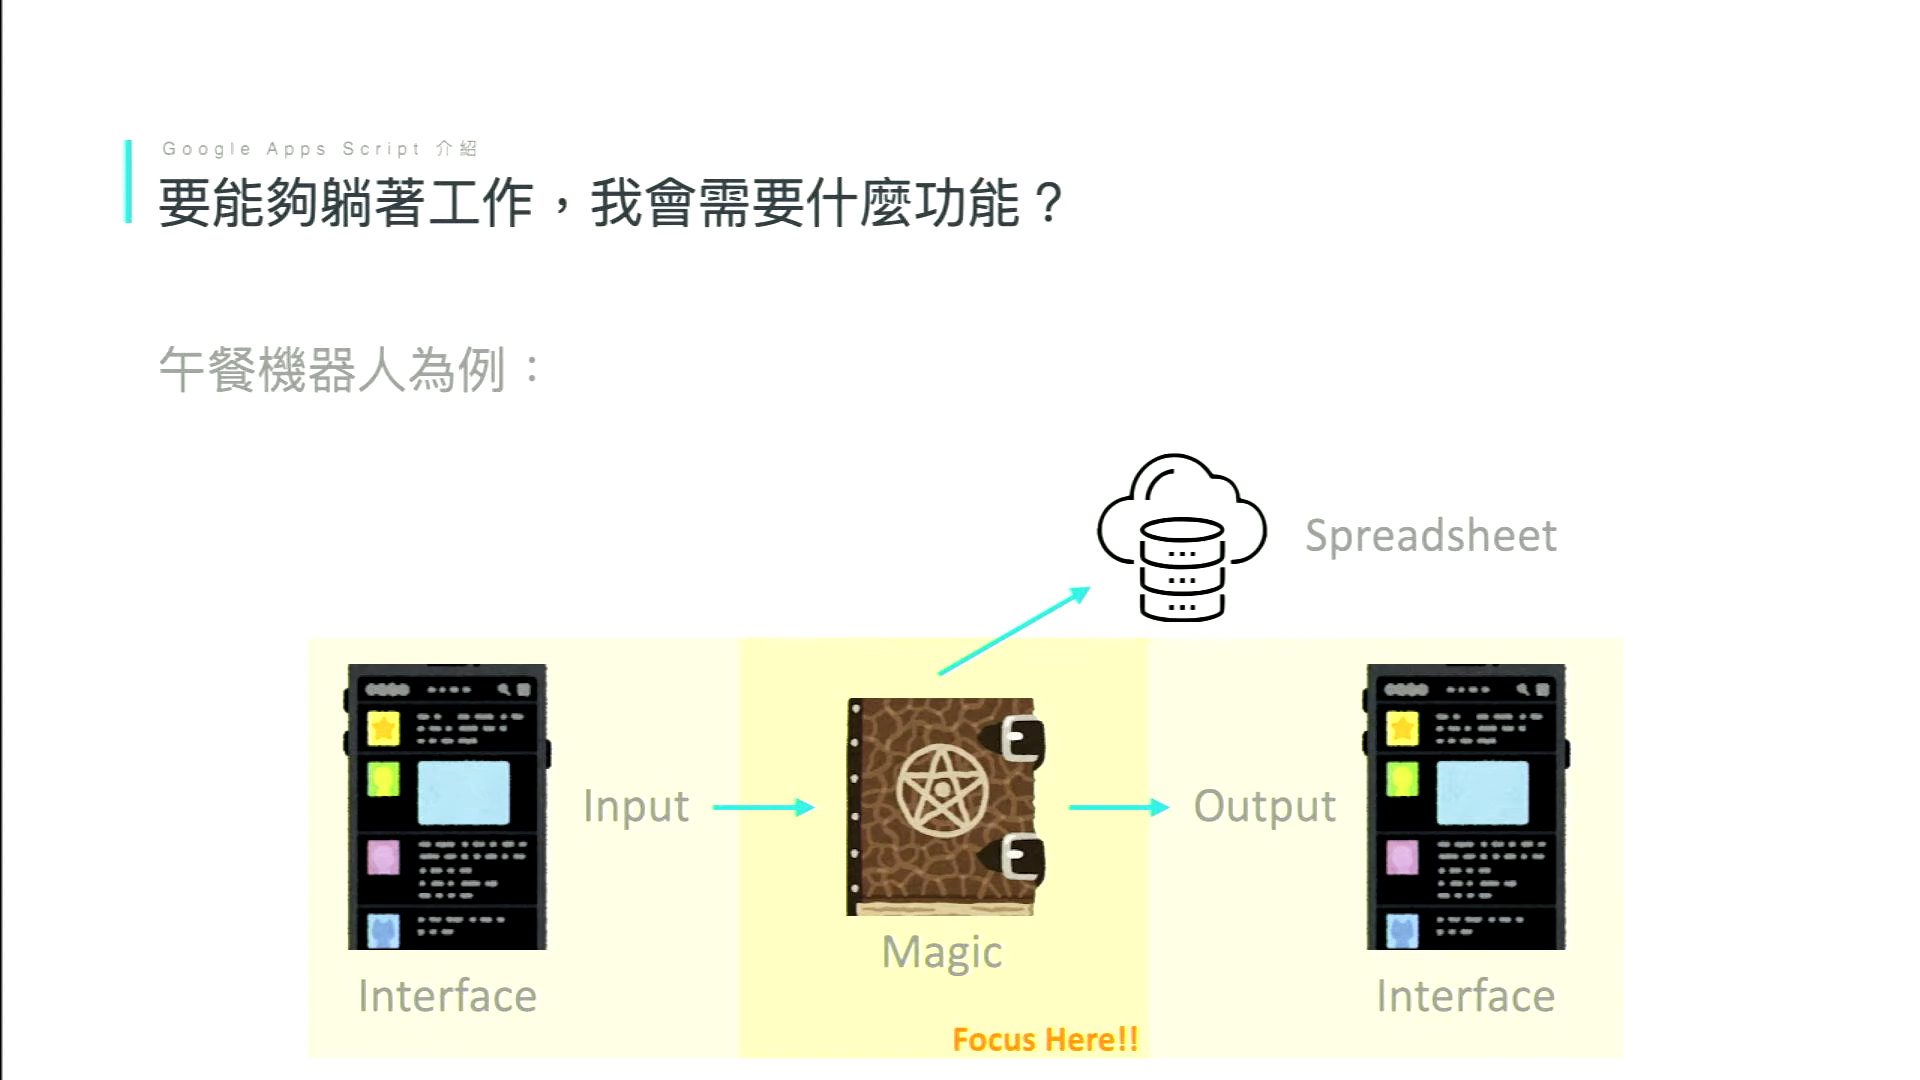 Google Apps Script 介紹
要能夠躺著工作，我會需要什麼功能？
午餐機器人為例：
Spreadsheet
Input
Output
Magic
Interface
Interface
Focus Here!!